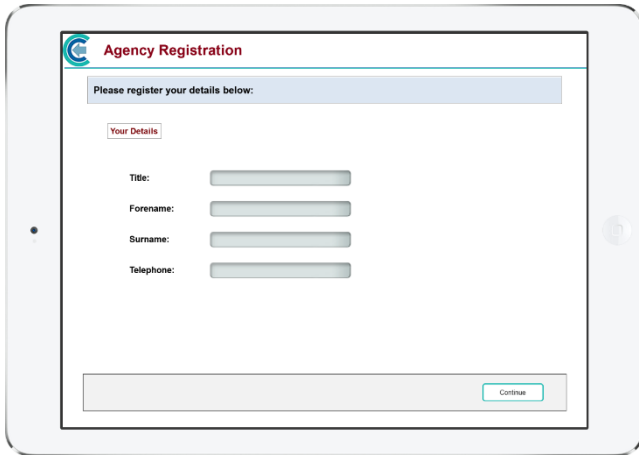 Agency Registration
Please register your details below:
Your Details
Title:
Forename:
Surname:
Telephone:
Continue